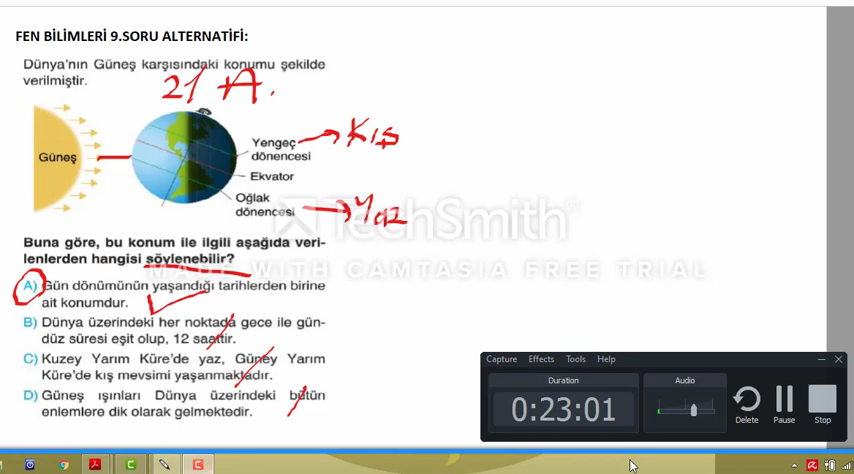 FEN BİLİMLERİ 9.SORU ALTERNATİFİ:
Dünya'nın Güneş karşısındaki konumu şekilde
verilmiştir.
21 A.
Güneş
Yengeç
dönencesi
Kış
Ekvator
Oğlak
dönencesi
Yaz
TechSmith
MADE WITH CAMTASIA FREE TRIAL
Buna göre, bu konum ile ilgili aşağıda veri-
lenlerden hangisi söylenebilir?
A) Gün dönümünün yaşandığı tarihlerden birine
ait konumdur.
B) Dünya üzerindeki her noktada gece ile gün-
düz süresi eşit olup, 12 saattir.
C) Kuzey Yarım Küre'de yaz, Güney Yarım
Küre'de kış mevsimi yaşanmaktadır.
D) Güneş ışınları Dünya üzerindeki bütün
enlemlere dik olarak gelmektedir.
Capture Effects Tools Help
Duration
Audio
0:23:01
Delete Pause Stop